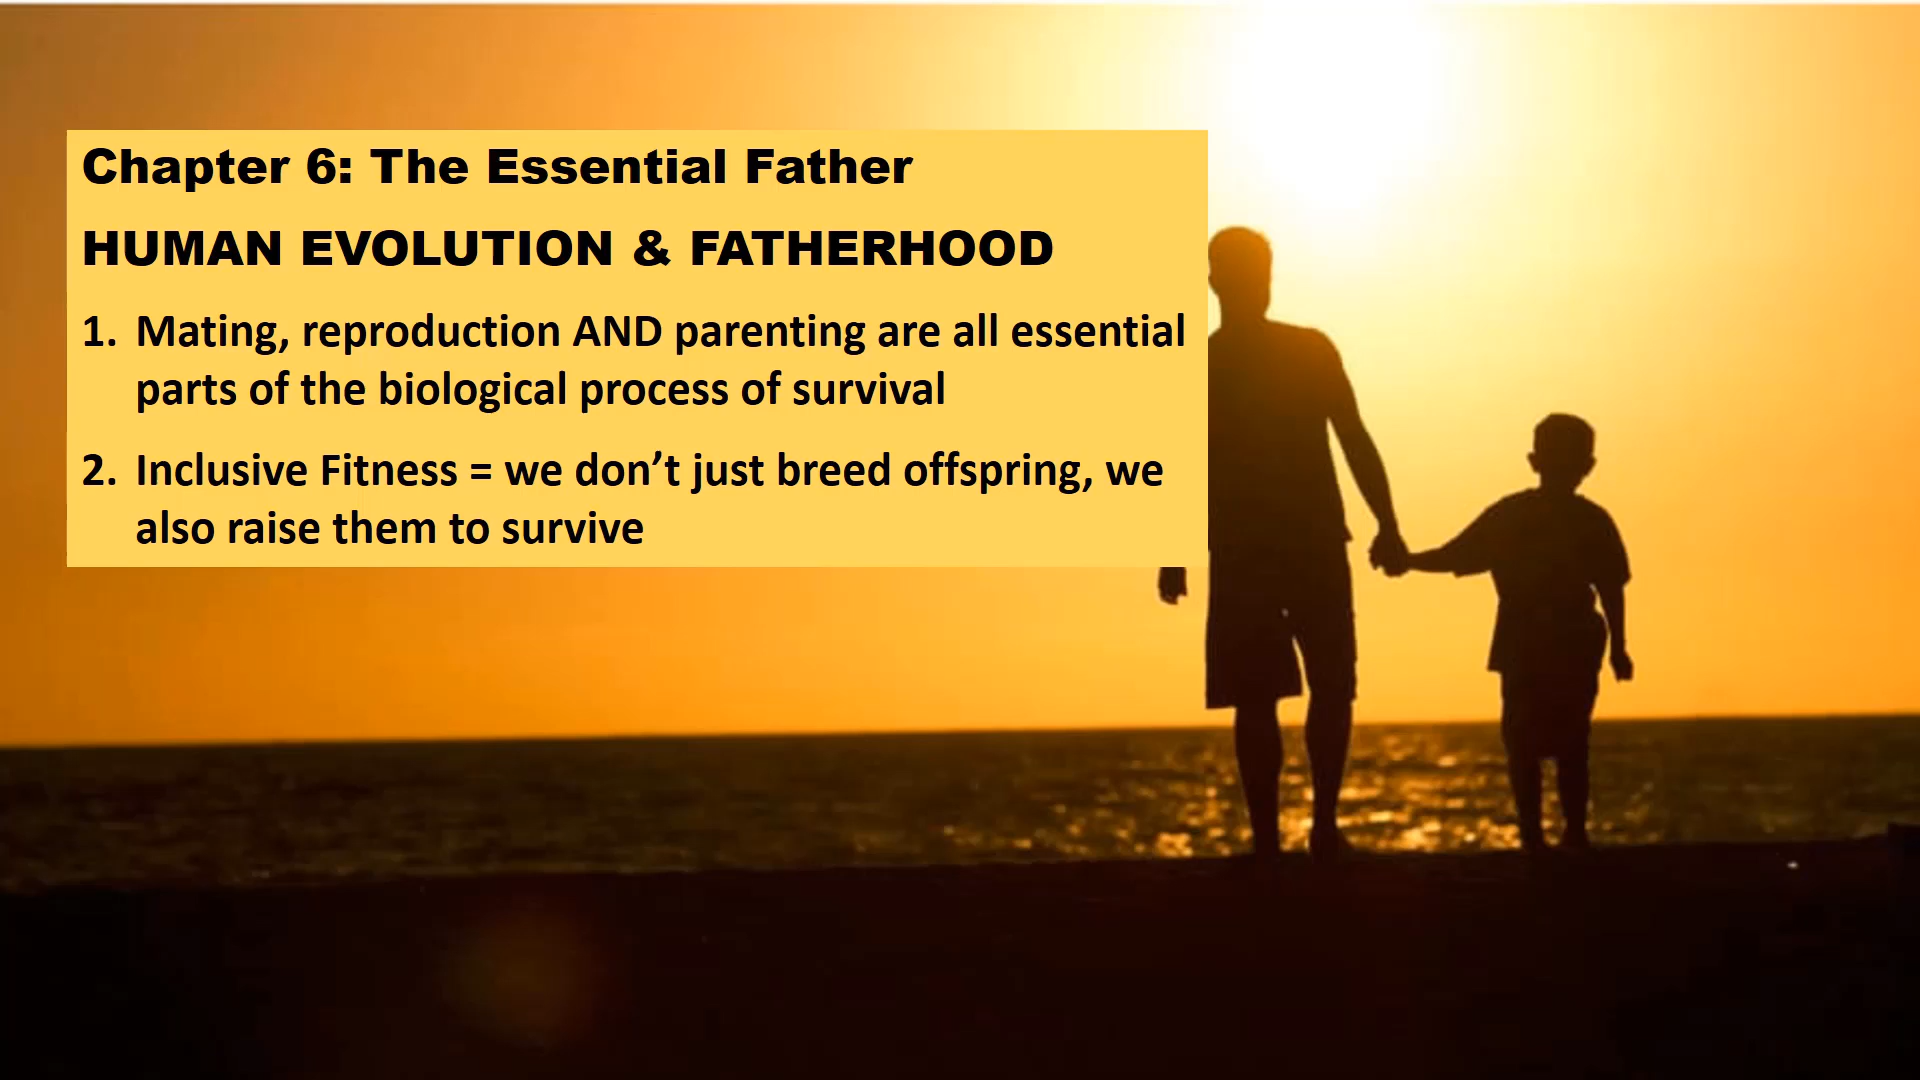 Chapter 6: The Essential Father
HUMAN EVOLUTION & FATHERHOOD
1. Mating, reproduction AND parenting are all essential
parts of the biological process of survival
2. Inclusive Fitness = we don’t just breed offspring, we
also raise them to survive